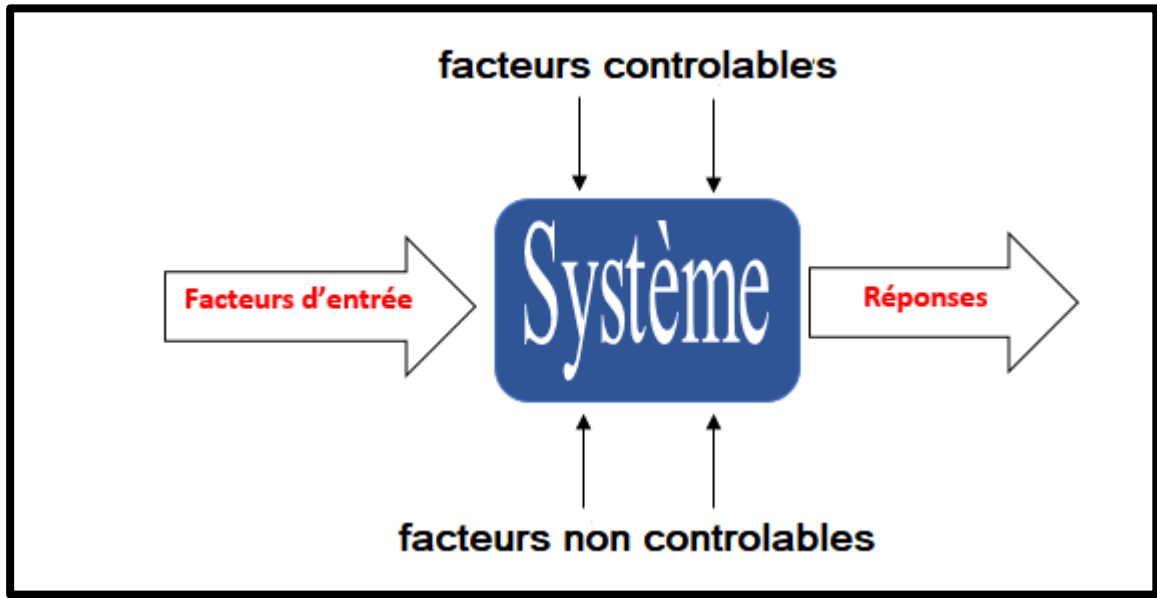 facteurs controlables
Facteurs d'entrée
Système
Réponses
facteurs non controlables